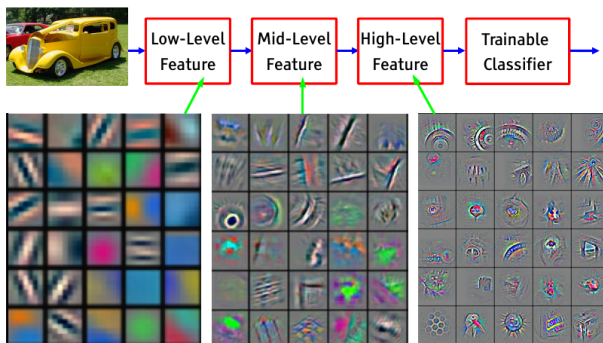 Low-Level
Feature
Mid-Level
Feature
High-Level
Feature
Trainable
Classifier